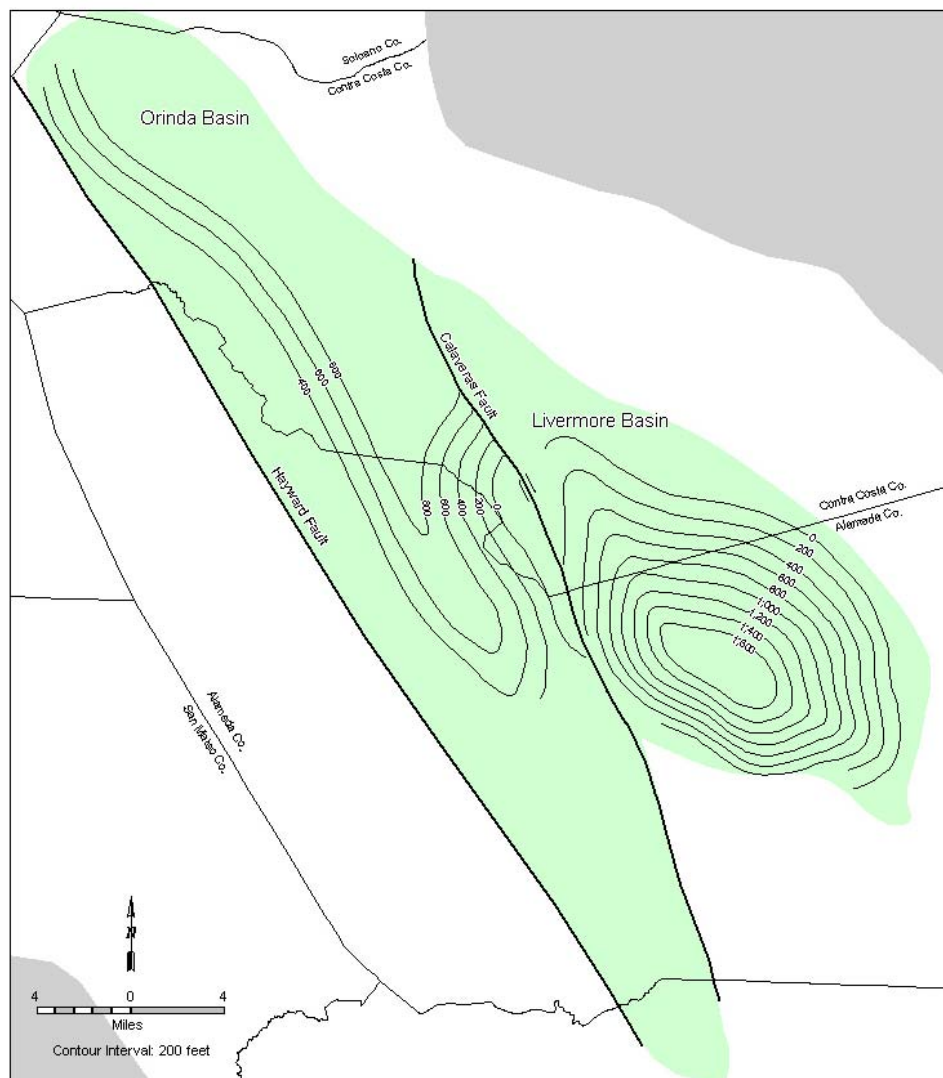 Soloano Co.
Contra Costa Co.
Orinda Basin
Calaveras Fault
800
600
400
Livermore Basin
Hayward Fault
800
600
400
200
0
Contra Costa Co.
Alameda Co.
0
200
400
600
800
1,000
1,200
1,400
1,600
Alameda Co.
San Mateo Co.
N
4 0 4
Miles
Contour Interval: 200 feet